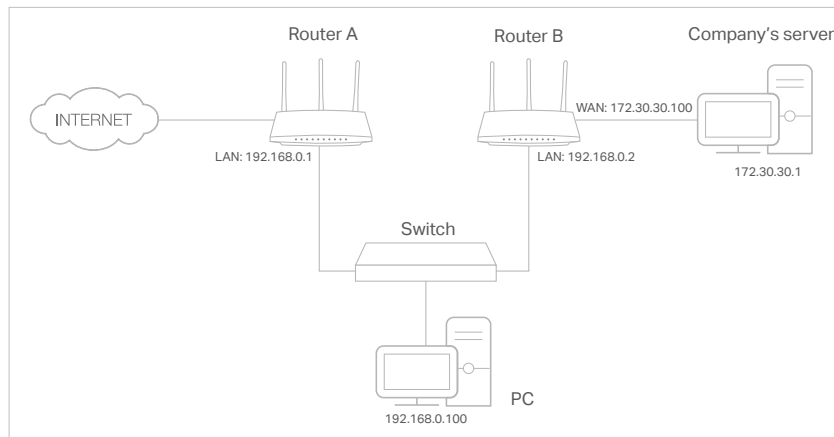 Router A
Router B
Company's server
INTERNET
WAN: 172.30.30.100
LAN: 192.168.0.1
LAN: 192.168.0.2
172.30.30.1
Switch
PC
192.168.0.100